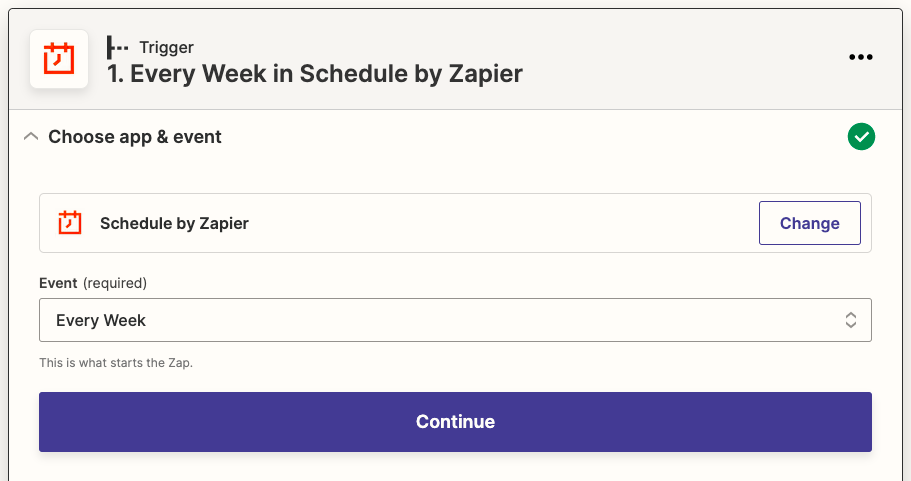 Trigger
1. Every Week in Schedule by Zapier
Choose app & event
Schedule by Zapier
Change
Event (required)
Every Week
This is what starts the Zap.
Continue